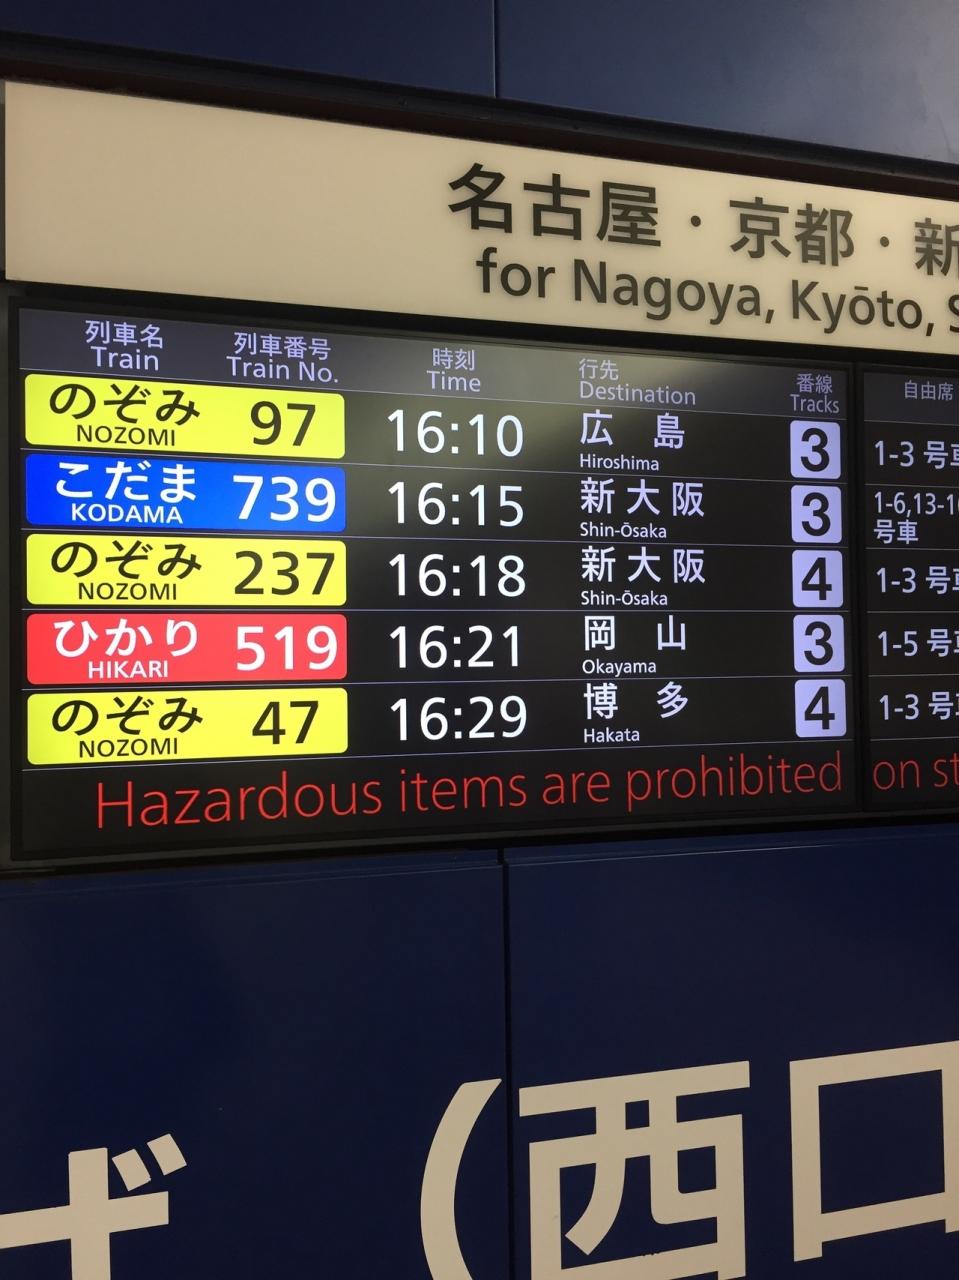 名古屋・京都・新
for Nagoya, Kyōto, S
列車名 列車番号 時刻 行先 番線 自由席
Train Train No. Time Destination Tracks
のぞみ 97 16:10 広島 3 1-3 号車
NOZOMI Hiroshima
こだま 739 16:15 新大阪 3 1-6,13-1
KODAMA Shin-Ōsaka 号車
のぞみ 237 16:18 新大阪 4 1-3 号車
NOZOMI Shin-Ōsaka
ひかり 519 16:21 岡山 3 1-5 号車
HIKARI Okayama
のぞみ 47 16:29 博多 4 1-3 号車
NOZOMI Hakata
Hazardous items are prohibited on st
(西口